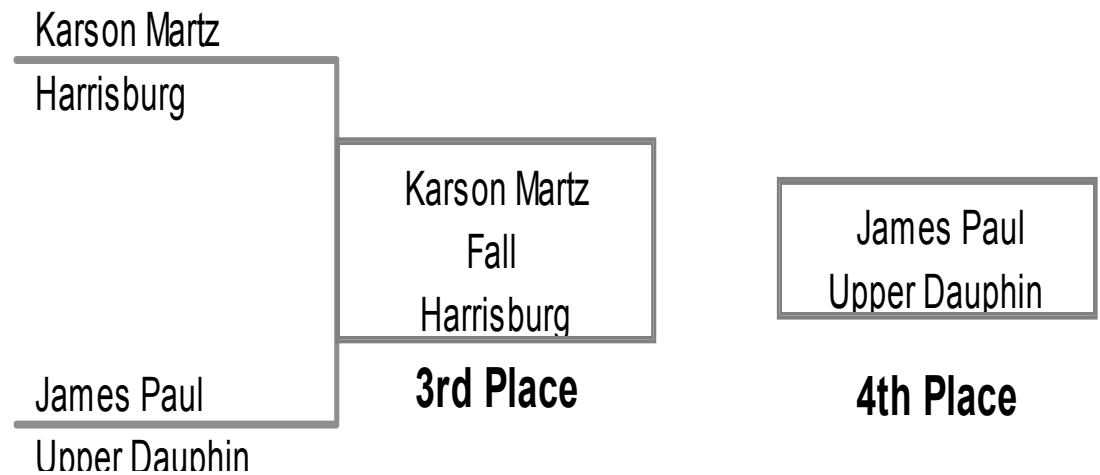 Karson Martz
Harrisburg
Karson Martz
Fall
Harrisburg
3rd Place
James Paul
Upper Dauphin
James Paul
Upper Dauphin
4th Place